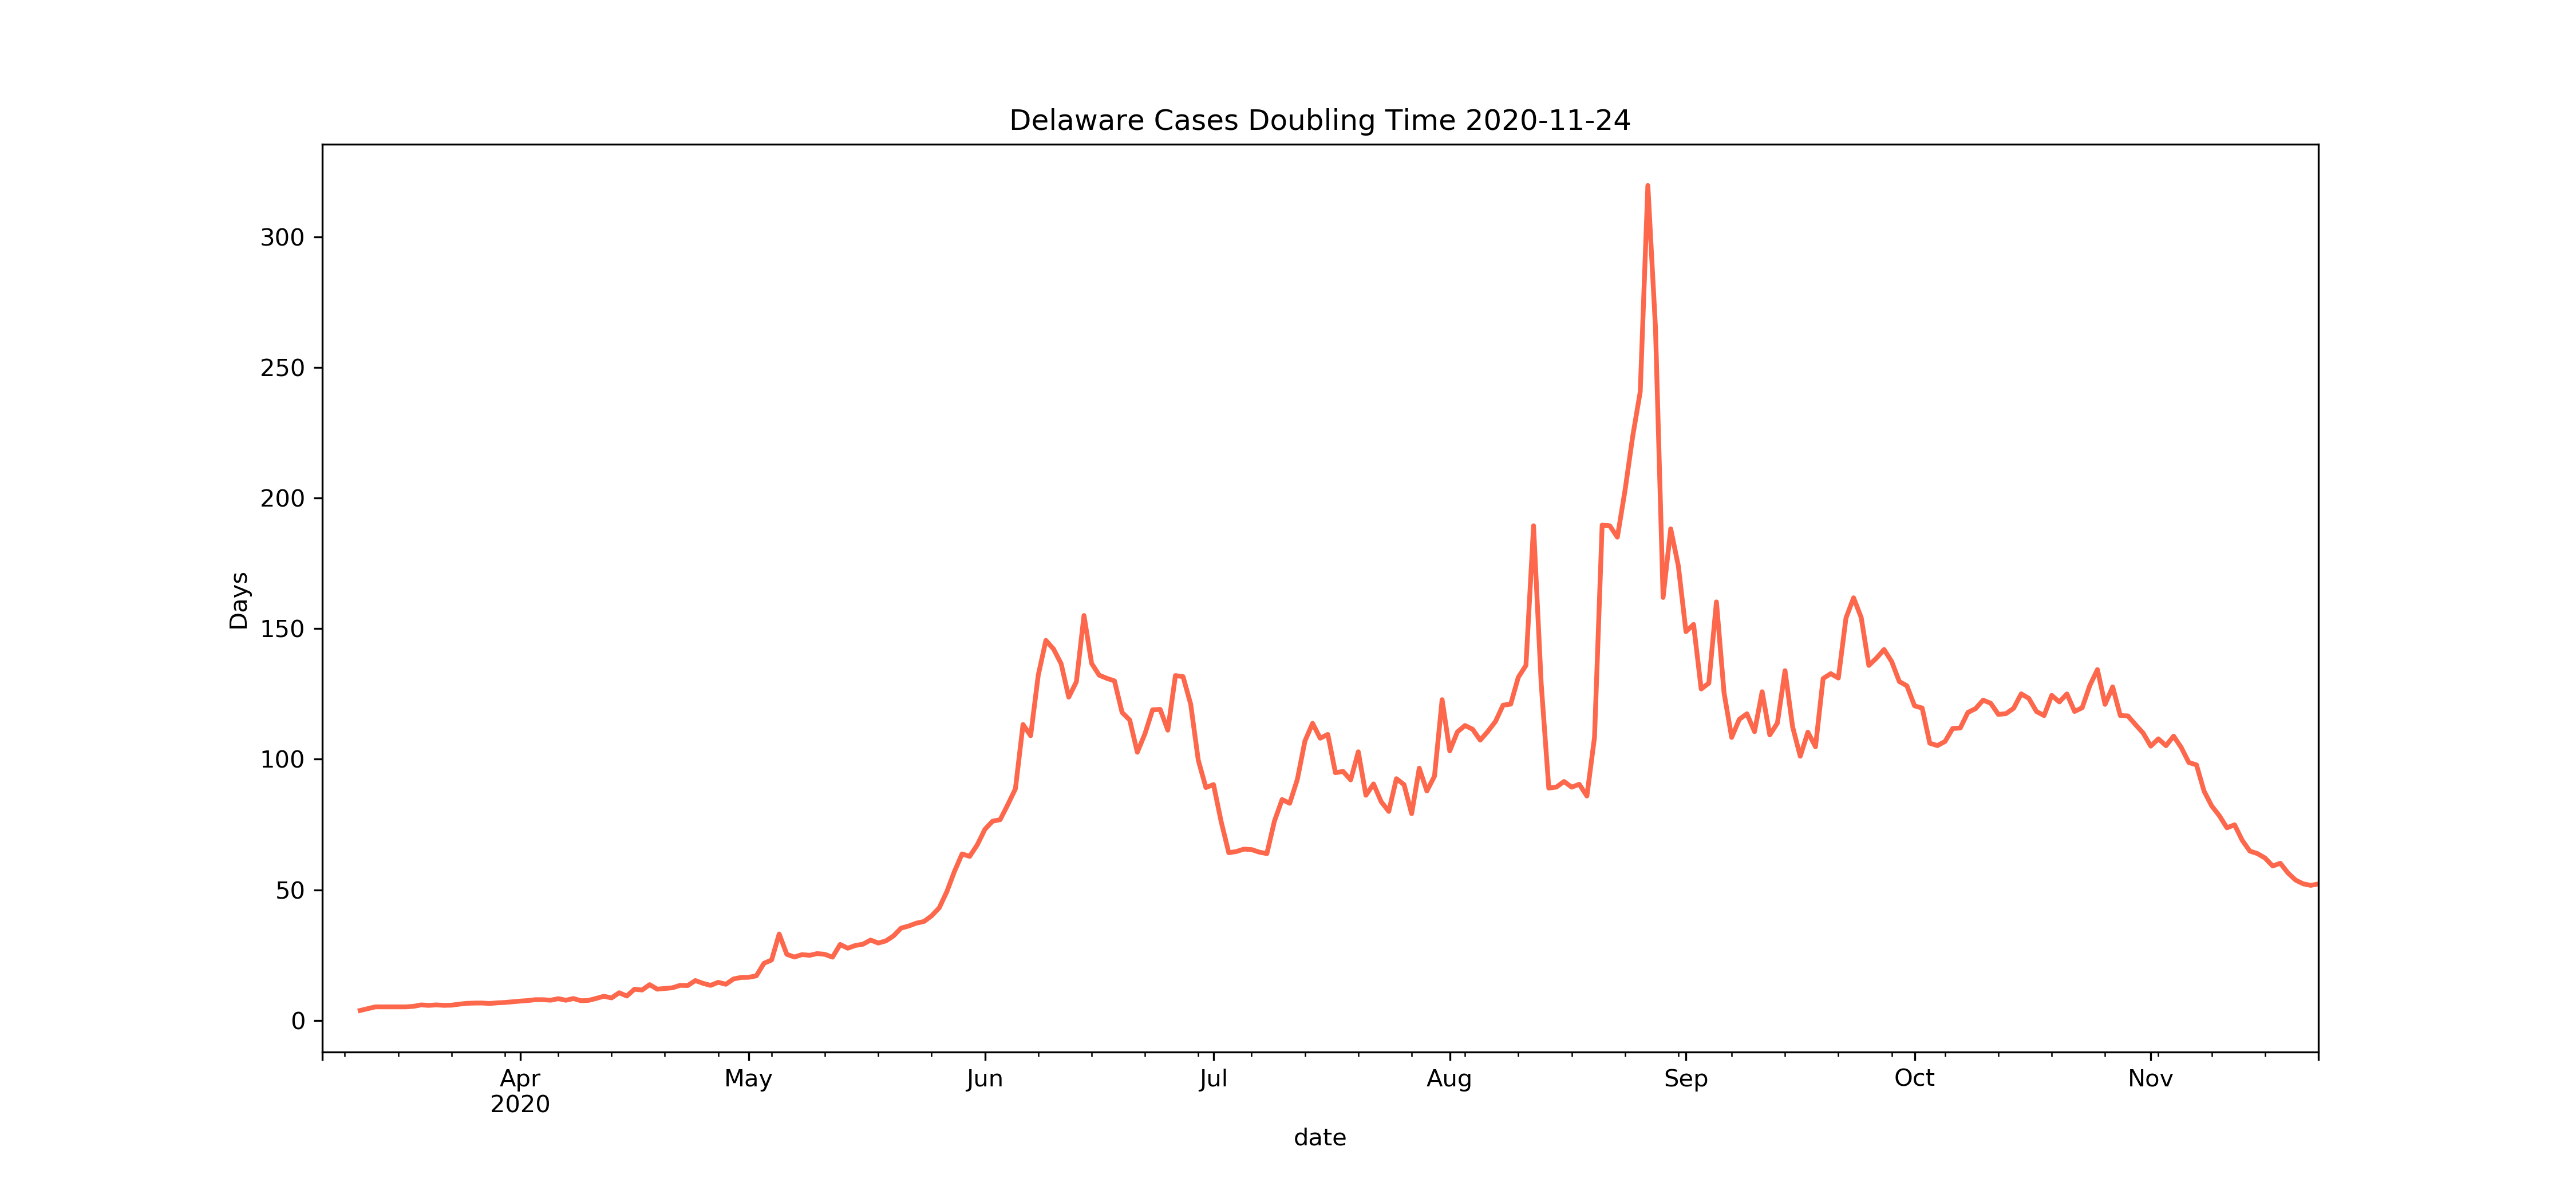 Delaware Cases Doubling Time 2020-11-24
Days
300
250
200
150
100
50
0
Apr May Jun Jul Aug Sep Oct Nov
2020
date